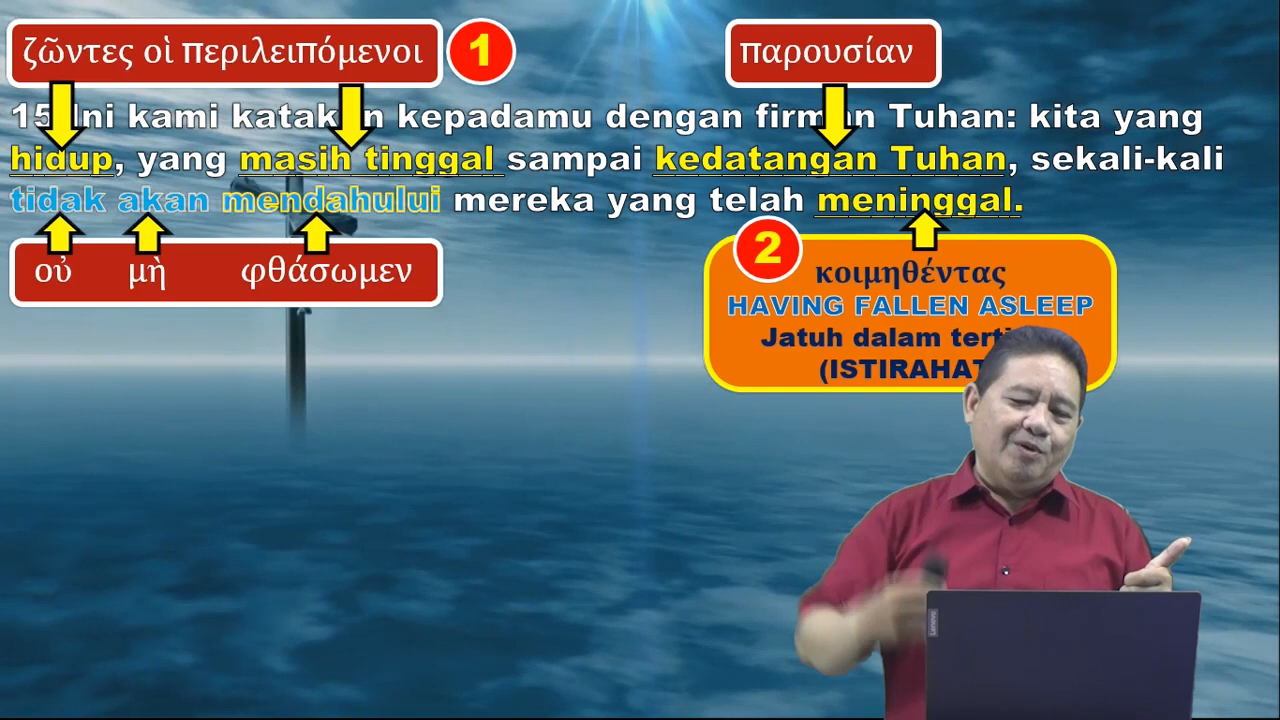 ζῶντες οἱ περιλειπόμενοι
1
παρουσίαν
15 Ini kami katakan kepadamu dengan firman Tuhan: kita yang
hidup, yang masih tinggal sampai kedatangan Tuhan, sekali-kali
tidak akan mendahului mereka yang telah meninggal.
οὐ μὴ φθάσωμεν
2
κοιμηθέντας
HAVING FALLEN ASLEEP
Jatuh dalam
(ISTIRAHAT
Lenovo